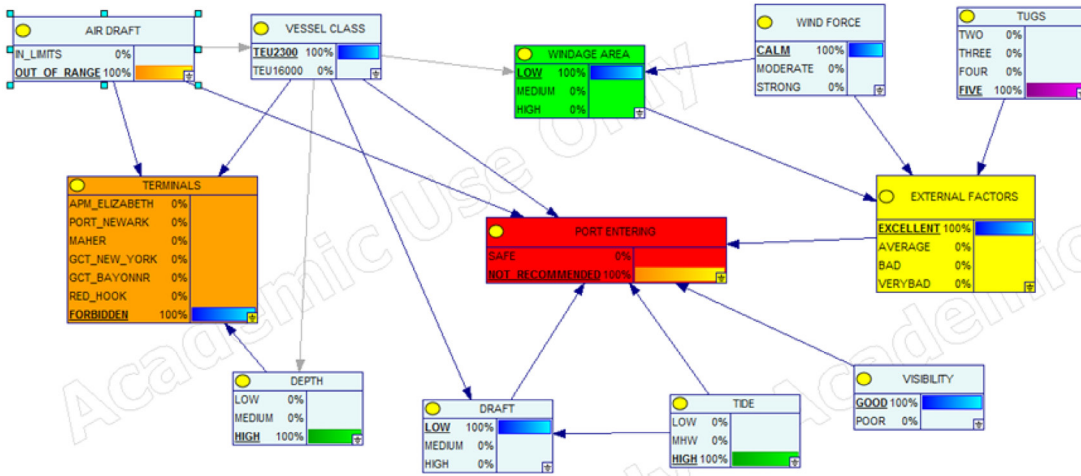 AIR DRAFT
IN_LIMITS 0%
OUT_OF_RANGE 100%
VESSEL CLASS
TEU2300 100%
TEU16000 0%
WINDAGE AREA
LOW 100%
MEDIUM 0%
HIGH 0%
WIND FORCE
CALM 100%
MODERATE 0%
STRONG 0%
TUGS
TWO 0%
THREE 0%
FOUR 0%
FIVE 100%
TERMINALS
APM_ELIZABETH 0%
PORT_NEWARK 0%
MAHER 0%
GCT_NEW_YORK 0%
GCT_BAYONNR 0%
RED_HOOK 0%
FORBIDDEN 100%
PORT ENTERING
SAFE 0%
NOT_RECOMMENDED 100%
EXTERNAL FACTORS
EXCELLENT 100%
AVERAGE 0%
BAD 0%
VERYBAD 0%
DEPTH
LOW 0%
MEDIUM 0%
HIGH 100%
DRAFT
LOW 100%
MEDIUM 0%
HIGH 0%
TIDE
LOW 0%
MHW 0%
HIGH 100%
VISIBILITY
GOOD 100%
POOR 0%
Academic Use Only
Academic